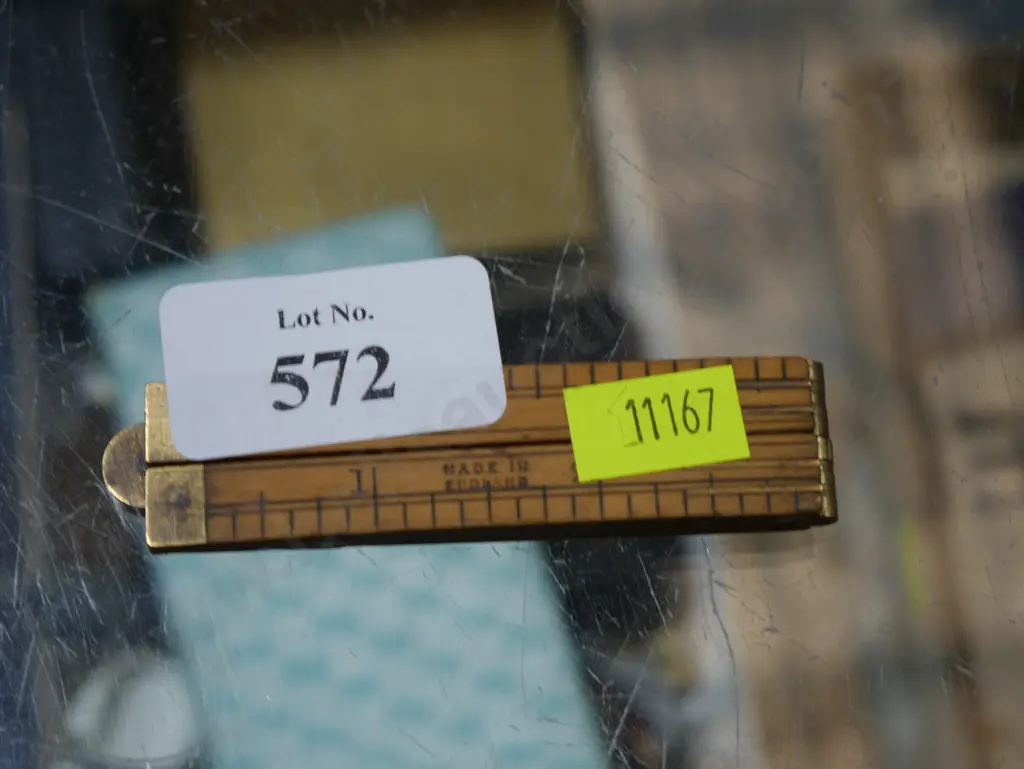 Lot No.
572
11167
1
MADE IN
ENGLAND